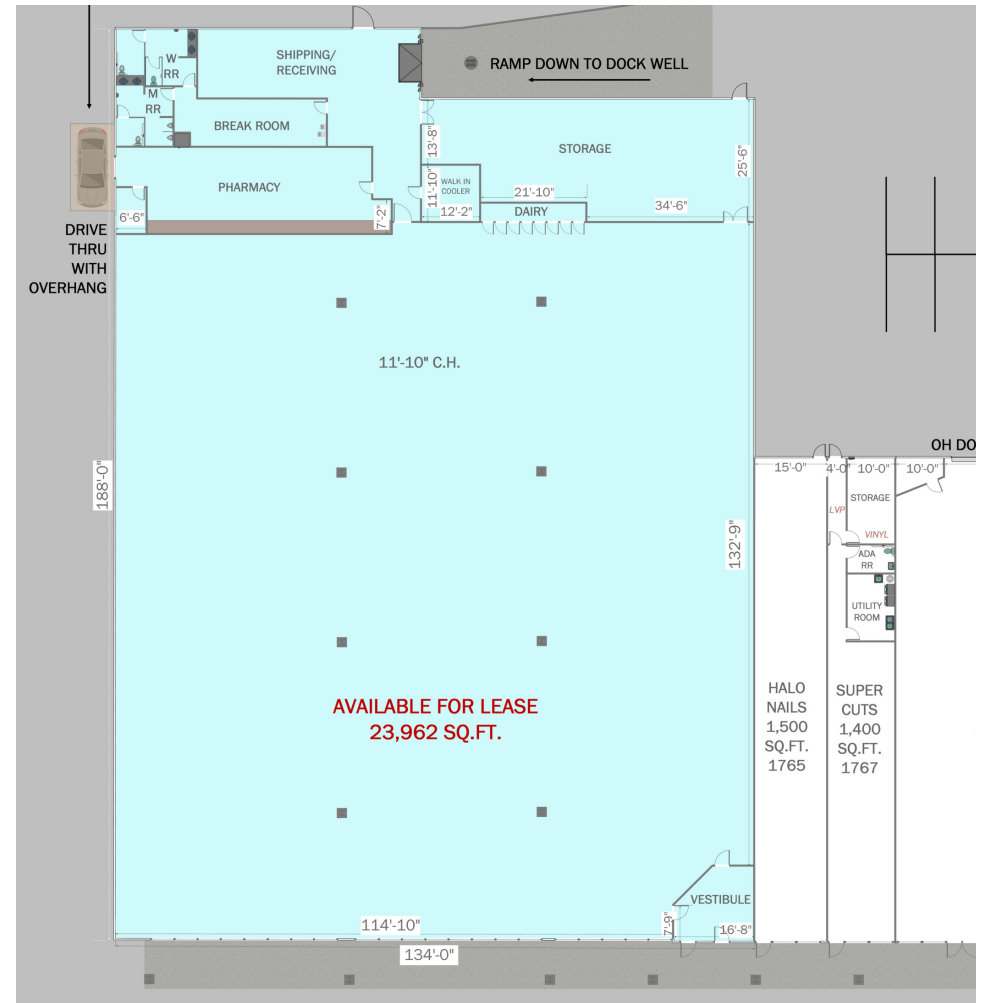 SHIPPING/
RECEIVING
W
RR
M
RR
RAMP DOWN TO DOCK WELL
BREAK ROOM
13'-8"
STORAGE
25'-6"
PHARMACY
WALK IN
COOLER
11'-10"
12'-2"
21'-10"
DAIRY
34'-6"
6'-6"
7'-2"
DRIVE
THRU
WITH
OVERHANG
11'-10" C.H.
188'-0"
132'-9"
OH DO
15'-0"
4'-0"
10'-0"
10'-0"
STORAGE
LVP
VINYL
ADA
RR
UTILITY
ROOM
AVAILABLE FOR LEASE
23,962 SQ.FT.
HALO
NAILS
1,500
SQ.FT.
1765
SUPER
CUTS
1,400
SQ.FT.
1767
VESTIBULE
7'-9"
16'-8"
114'-10"
134'-0"